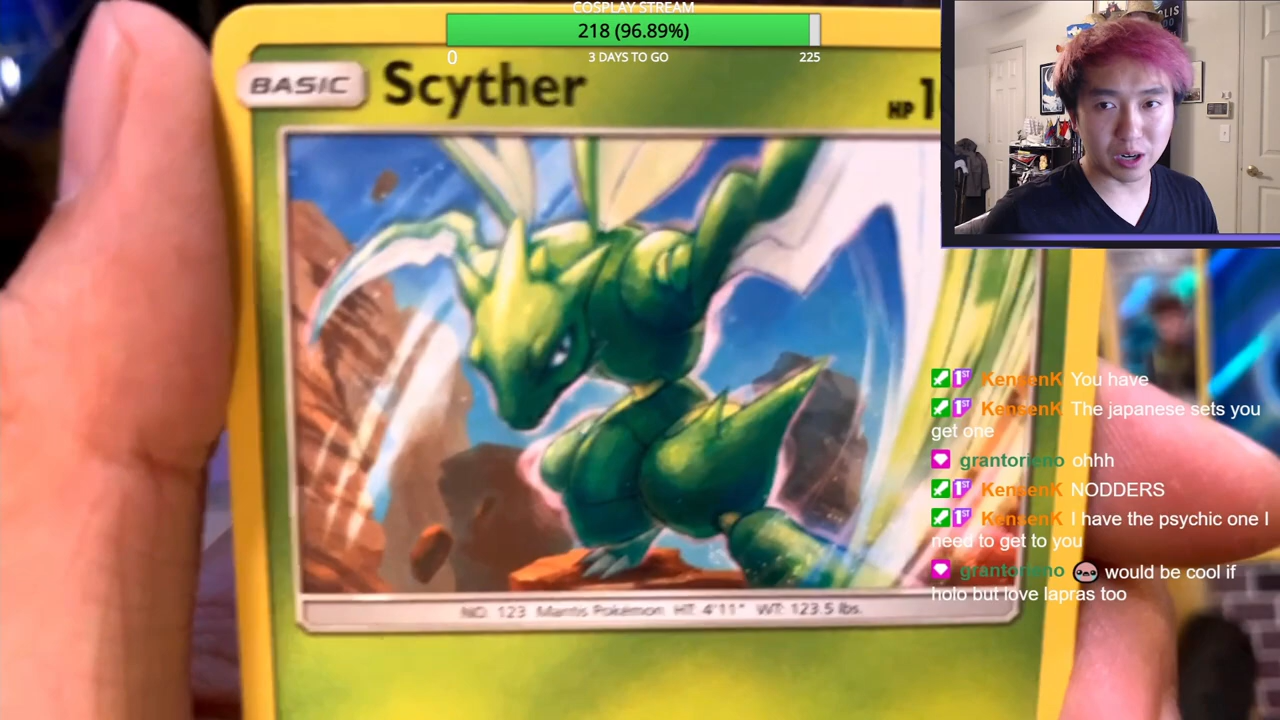 COSPLAY STREAM
218 (96.89%)
0 3 DAYS TO GO 225
BASIC Scyther HP
NO. 123 Mantis Pokémon HT: 4'11" WT: 123.5 lbs.
KensenK You have
KensenK The japanese sets you
get one
grantorieno ohhh
KensenK NODDERS
KensenK I have the psychic one I
need to get to you
grantorieno would be cool if
holo but love lapras too